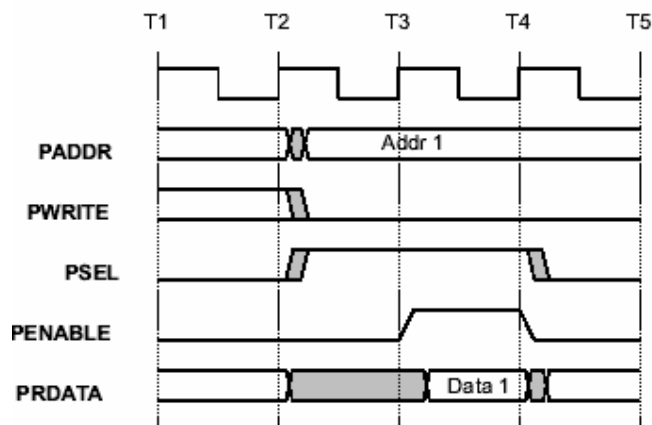 T1 T2 T3 T4 T5
PADDR Addr 1
PWRITE
PSEL
PENABLE
PRDATA Data 1